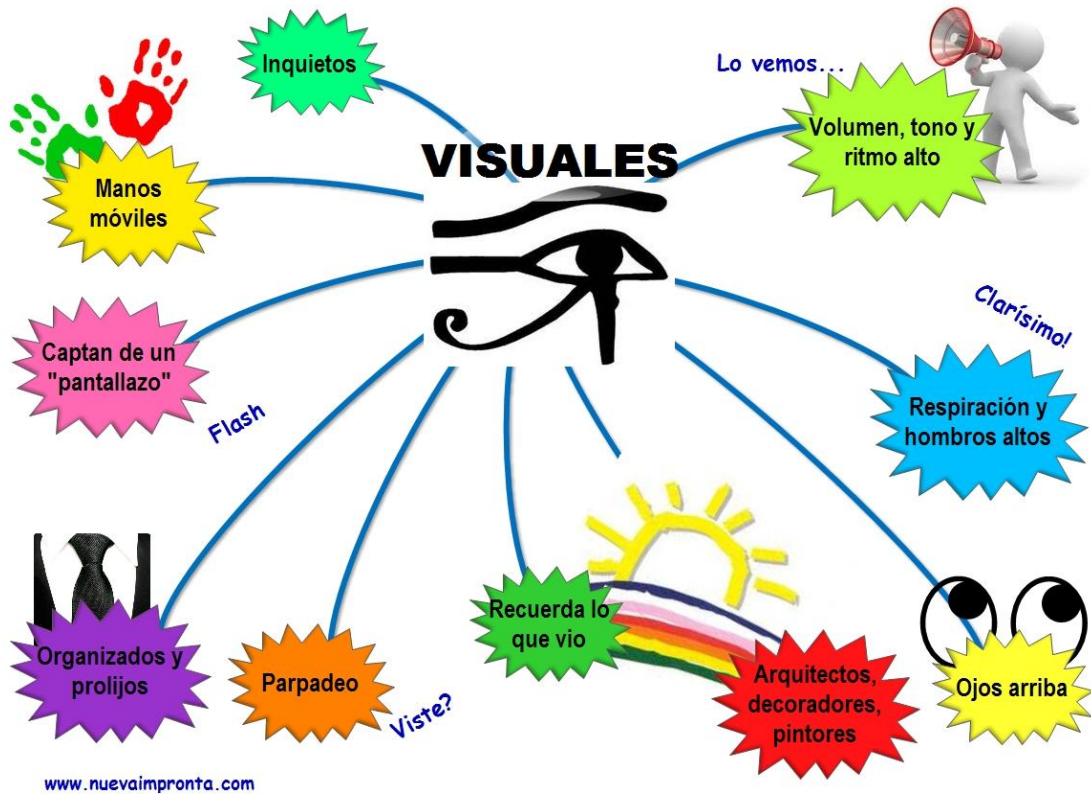 Inquietos
Lo vemos...
Volumen, tono y
ritmo alto
VISUALES
Manos
móviles
Clarísimo!
Captan de un
"pantallazo"
Respiración y
hombros altos
Flash
Recuerda lo
que vio
Organizados y
prolijos
Parpadeo
Arquitectos,
decoradores,
pintores
Ojos arriba
Viste?
www.nuevaimpronta.com